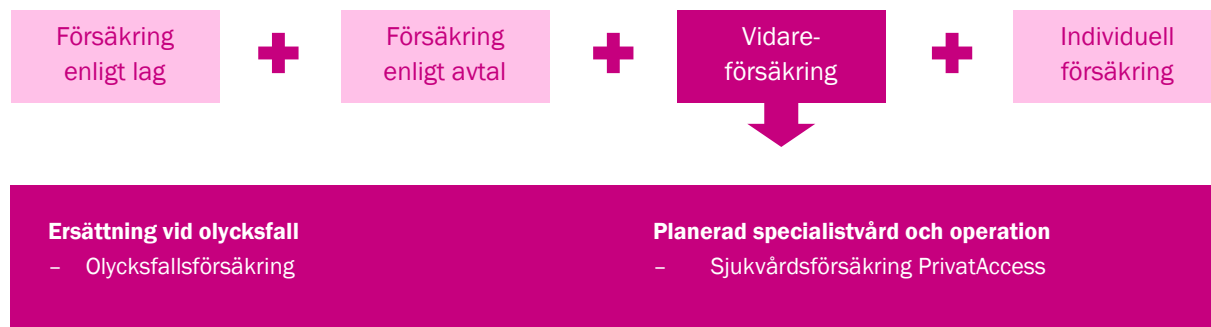 Försäkring
enligt lag
Försäkring
enligt avtal
Vidare-
försäkring
Individuell
försäkring
Ersättning vid olycksfall
– Olycksfallsförsäkring
Planerad specialistvård och operation
– Sjukvårdsförsäkring PrivatAccess